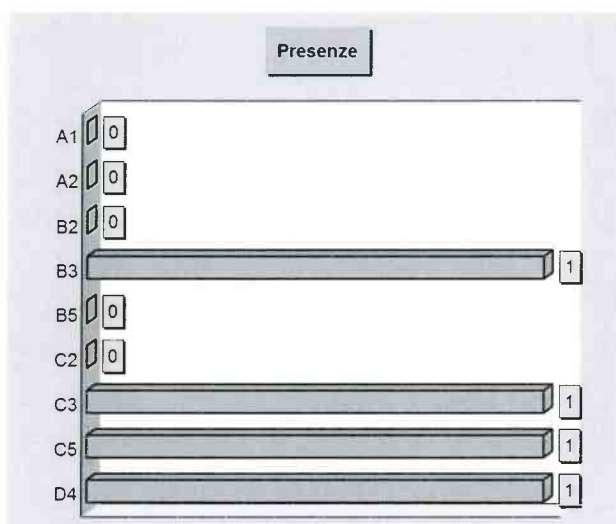 Presenze
A1 0
A2 0
B2 0
B3 1
B5 0
C2 0
C3 1
C5 1
D4 1